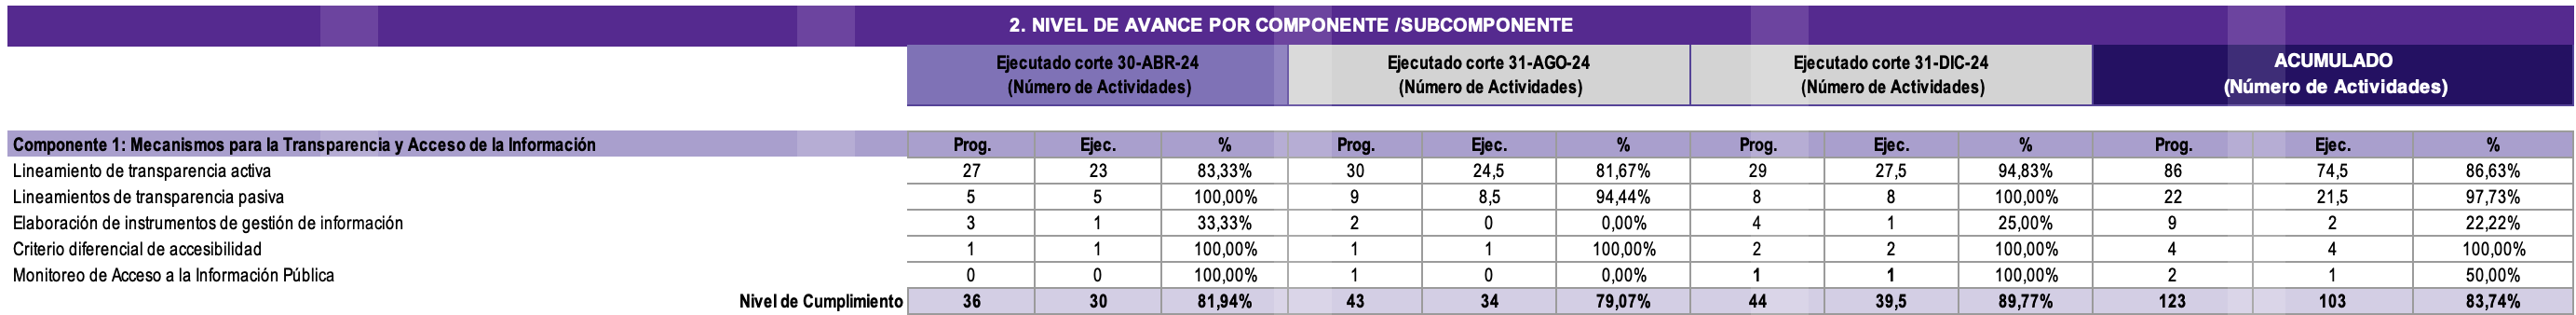 2. NIVEL DE AVANCE POR COMPONENTE /SUBCOMPONENTE
Ejecutado corte 30-ABR-24 Ejecutado corte 31-AGO-24 Ejecutado corte 31-DIC-24 ACUMULADO
(Número de Actividades) (Número de Actividades) (Número de Actividades) (Número de Actividades)
Componente 1: Mecanismos para la Transparencia y Acceso de la Información Prog. Ejec. % Prog. Ejec. % Prog. Ejec. % Prog. Ejec. %
Lineamiento de transparencia activa 27 23 83,33% 30 24,5 81,67% 29 27,5 94,83% 86 74,5 86,63%
Lineamientos de transparencia pasiva 5 5 100,00% 9 8,5 94,44% 8 8 100,00% 22 21,5 97,73%
Elaboración de instrumentos de gestión de información 3 1 33,33% 2 0 0,00% 4 1 25,00% 9 2 22,22%
Criterio diferencial de accesibilidad 1 1 100,00% 1 1 100,00% 2 2 100,00% 4 4 100,00%
Monitoreo de Acceso a la Información Pública 0 0 100,00% 1 0 0,00% 1 1 100,00% 2 1 50,00%
Nivel de Cumplimiento 36 30 81,94% 43 34 79,07% 44 39,5 89,77% 123 103 83,74%